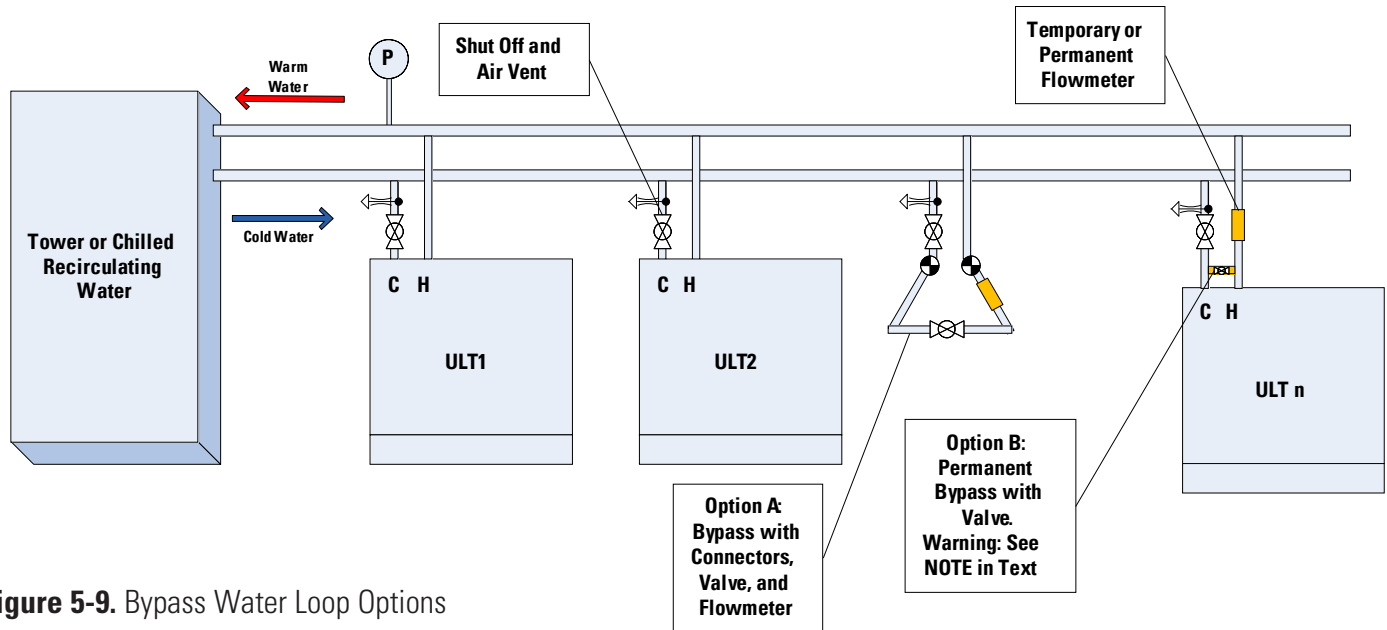 P
Warm
Water
Shut Off and
Air Vent
Temporary or
Permanent
Flowmeter
Tower or Chilled
Recirculating
Water
Cold Water
C H
ULT1
C H
ULT2
C H
ULT n
Option A:
Bypass with
Connectors,
Valve, and
Flowmeter
Option B:
Permanent
Bypass with
Valve.
Warning: See
NOTE in Text
igure 5-9. Bypass Water Loop Options